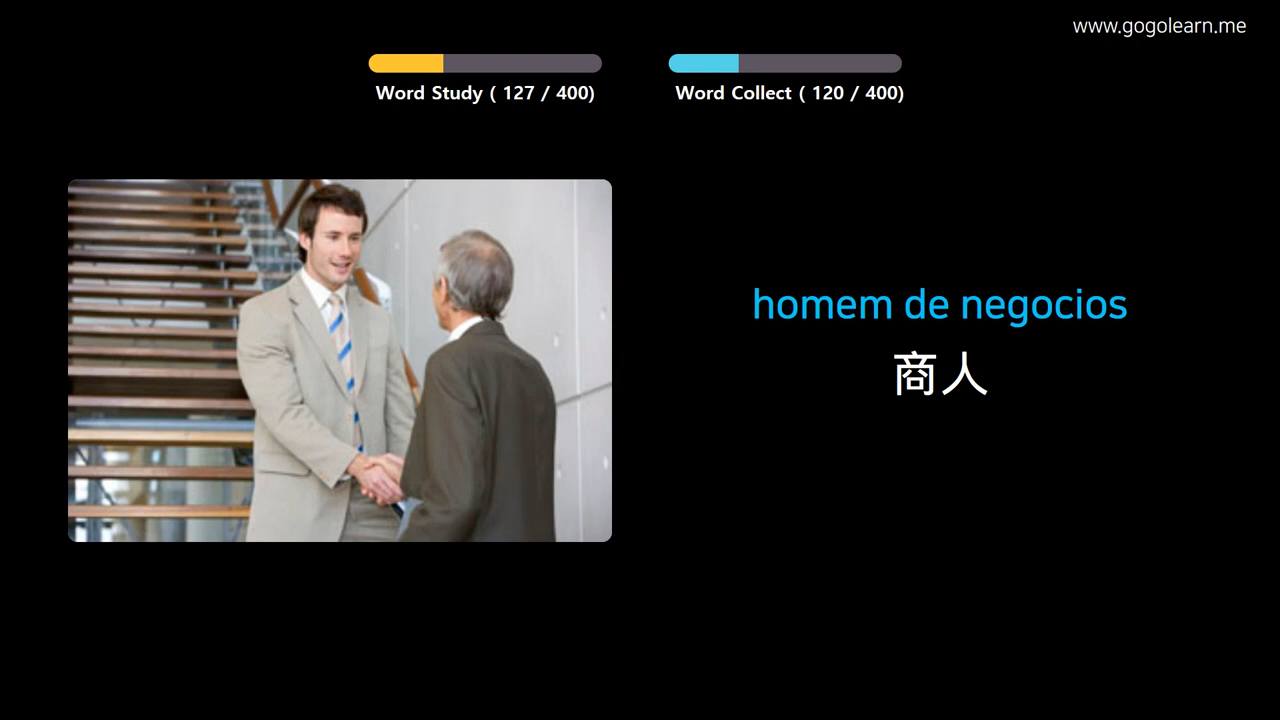 www.gogolearn.me
Word Study ( 127 / 400)
Word Collect ( 120 / 400)
homem de negocios
商人